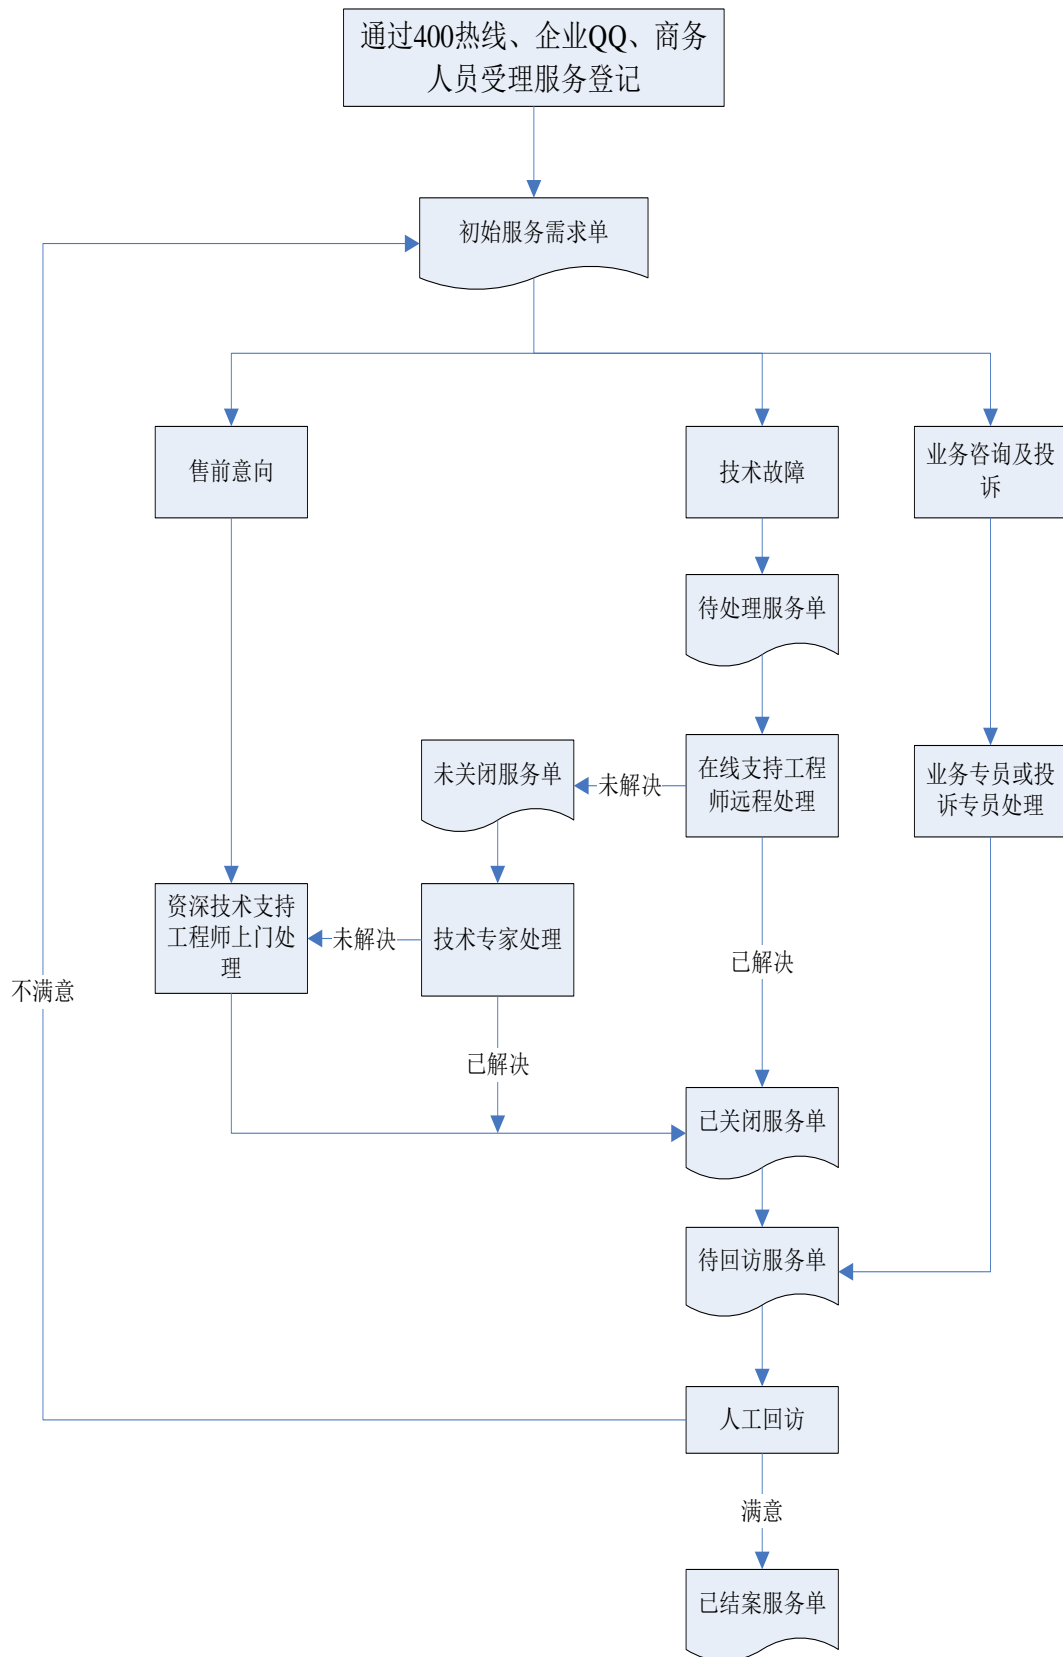 通过400热线、企业QQ、商务
人员受理服务登记
初始服务需求单
售前意向
技术故障
业务咨询及投
诉
待处理服务单
未关闭服务单
未解决
在线支持工程
师远程处理
业务专员或投
诉专员处理
资深技术支持
工程师上门处
理
未解决
技术专家处理
已解决
不满意
已解决
已关闭服务单
待回访服务单
人工回访
满意
已结案服务单